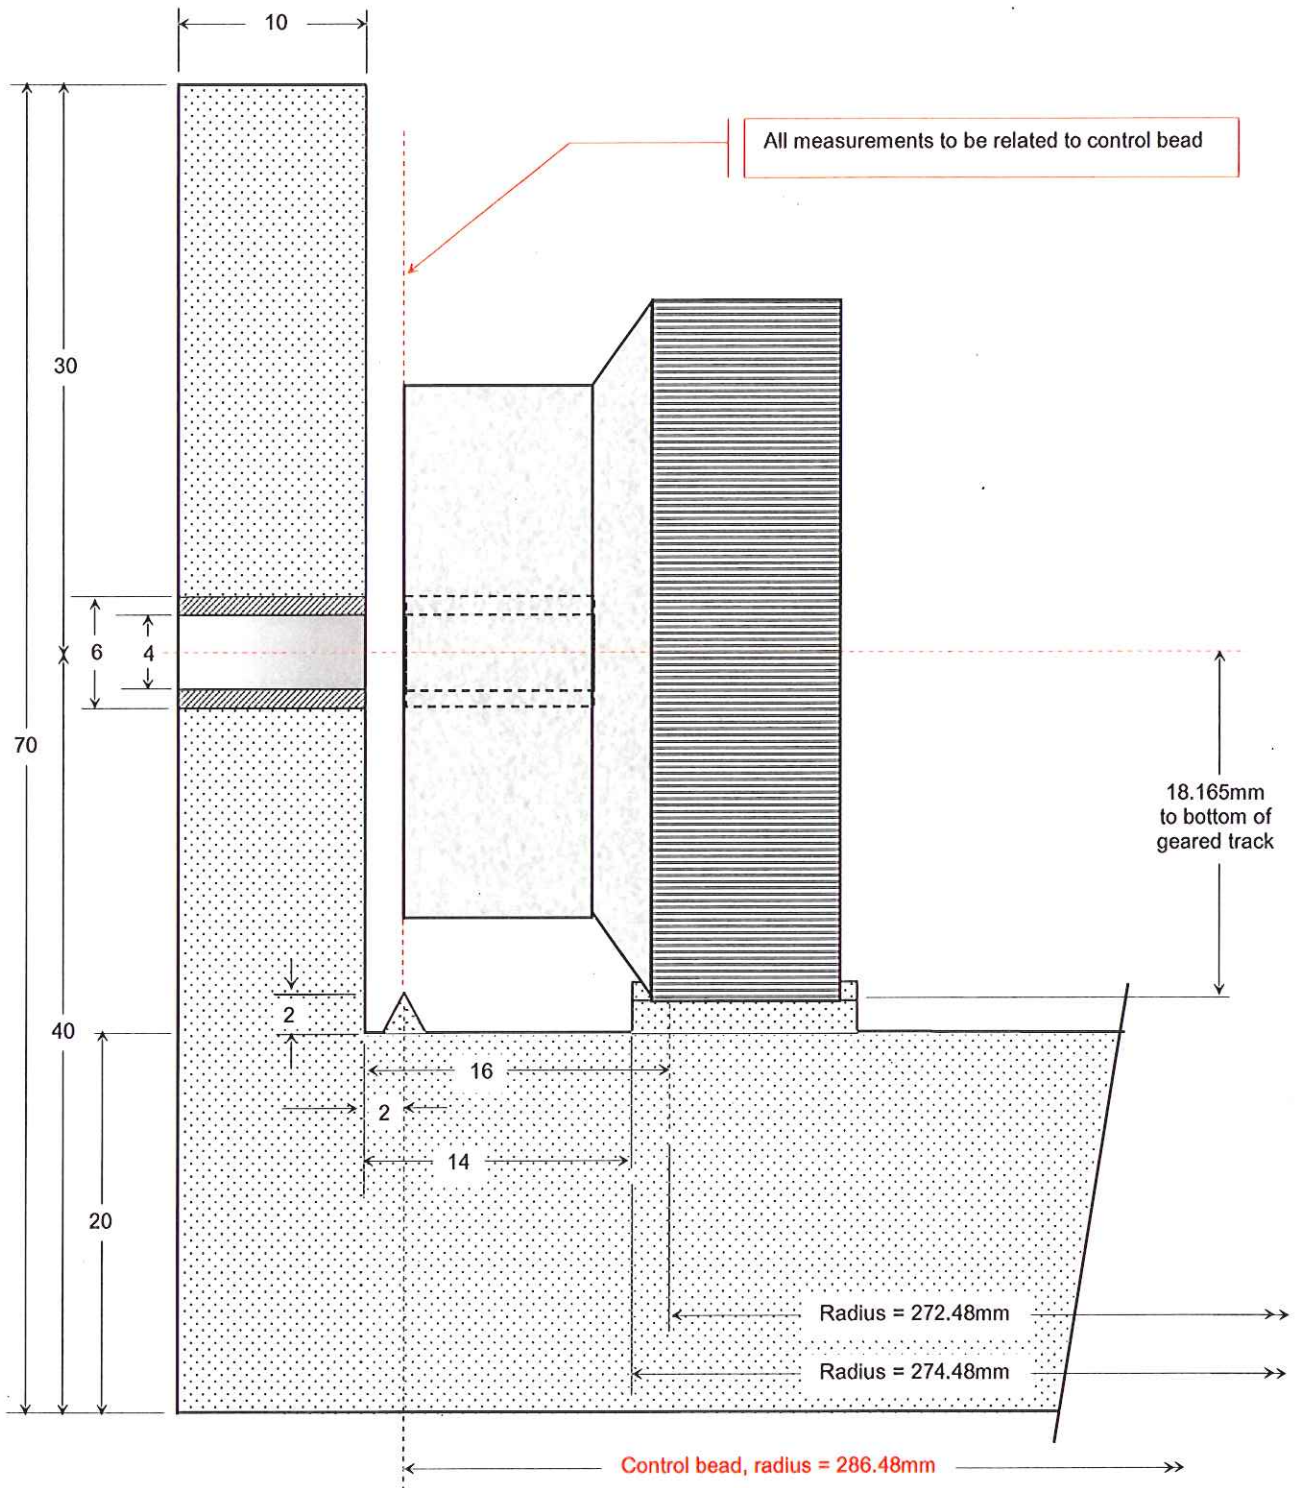 10
All measurements to be related to control bead
30
6
4
70
18.165mm
to bottom of
geared track
2
40
16
2
14
20
Radius = 272.48mm
Radius = 274.48mm
Control bead, radius = 286.48mm